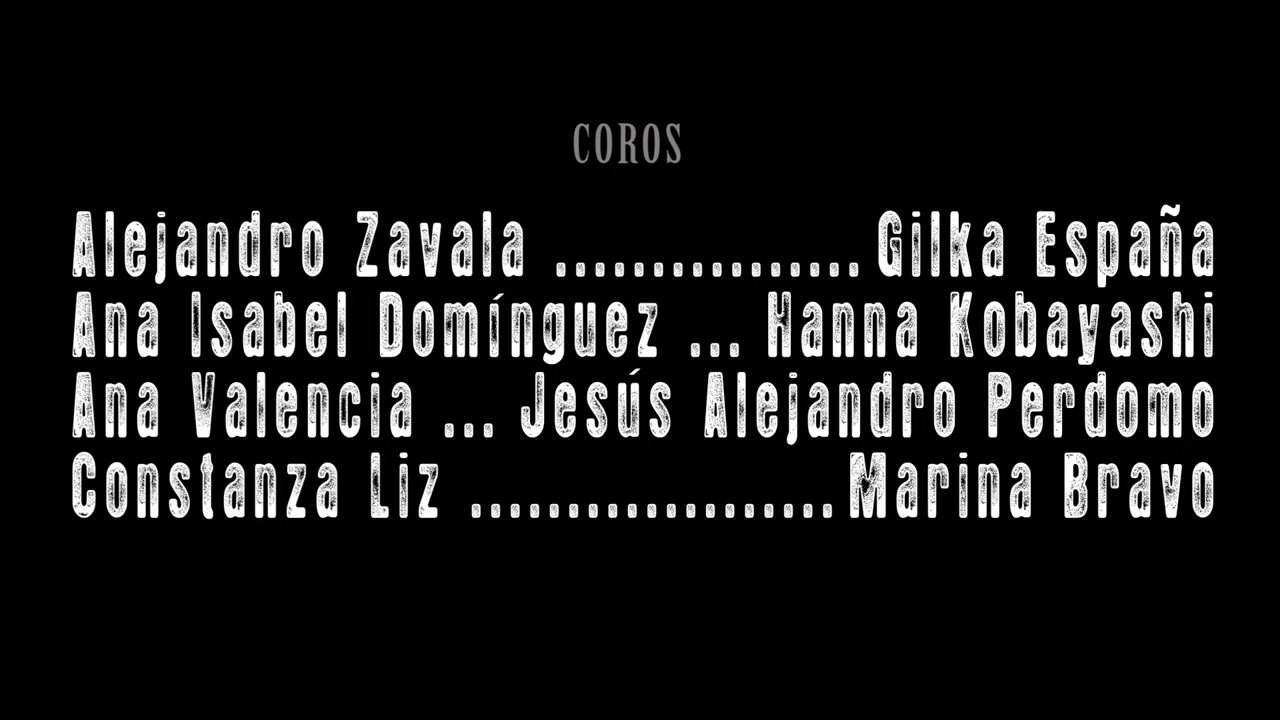 COROS
Alejandro Zavala ................ Gilka España
Ana Isabel Domínguez ... Hanna Kobayashi
Ana Valencia ... Jesús Alejandro Perdomo
Constanza Liz ................... Marina Bravo